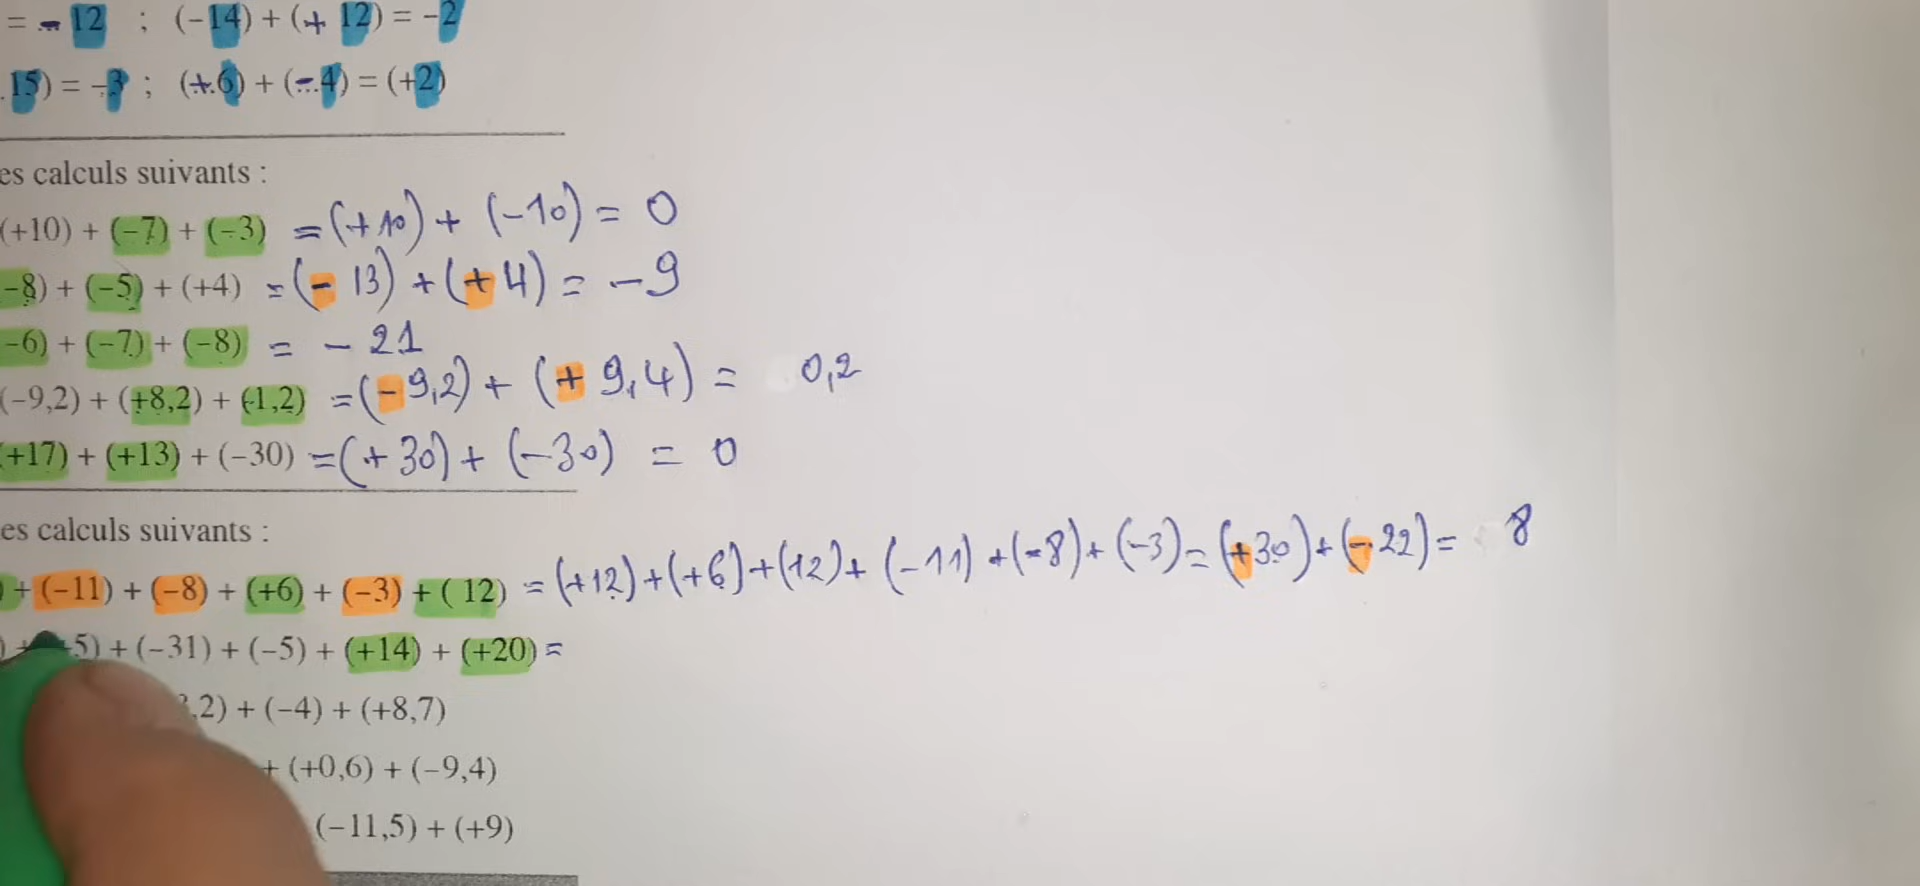 = - 12 ; (-14) + (+ 12) = -2
15) = -3 ; (+.6) + (-...4) = (+2)
es calculs suivants :
(+10) + (-7) + (-3) = (+10) + (-10) = 0
-8) + (-5) + (+4) = (- 13) + (+ 4) = -9
-6) + (-7) + (-8) = - 21
(-9,2) + (+8,2) + (-1,2) = (-9,2) + (+ 9,4) = 0,2
+17) + (+13) + (-30) = (+ 30) + (-30) = 0
es calculs suivants :
) + (-11) + (-8) + (+6) + (-3) + ( 12) = (+12) + (+6) + (12) + (-11) + (-8) + (-3) = (+30) + (-22) = 8
5) + (-31) + (-5) + (+14) + (+20) =
,2) + (-4) + (+8,7)
+ (+0,6) + (-9,4)
(-11,5) + (+9)